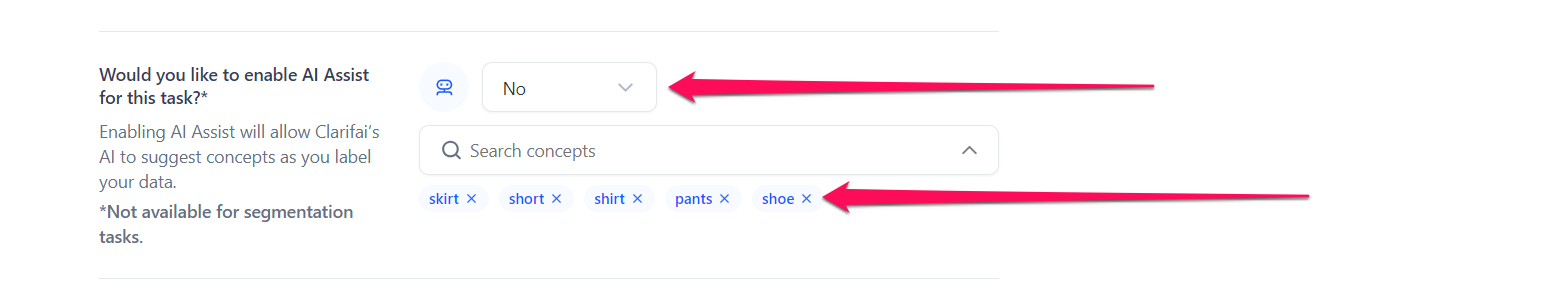 Would you like to enable AI Assist
for this task?*
Enabling AI Assist will allow Clarifai’s
AI to suggest concepts as you label
your data.
*Not available for segmentation
tasks.
No
Search concepts
skirt × short × shirt × pants × shoe ×